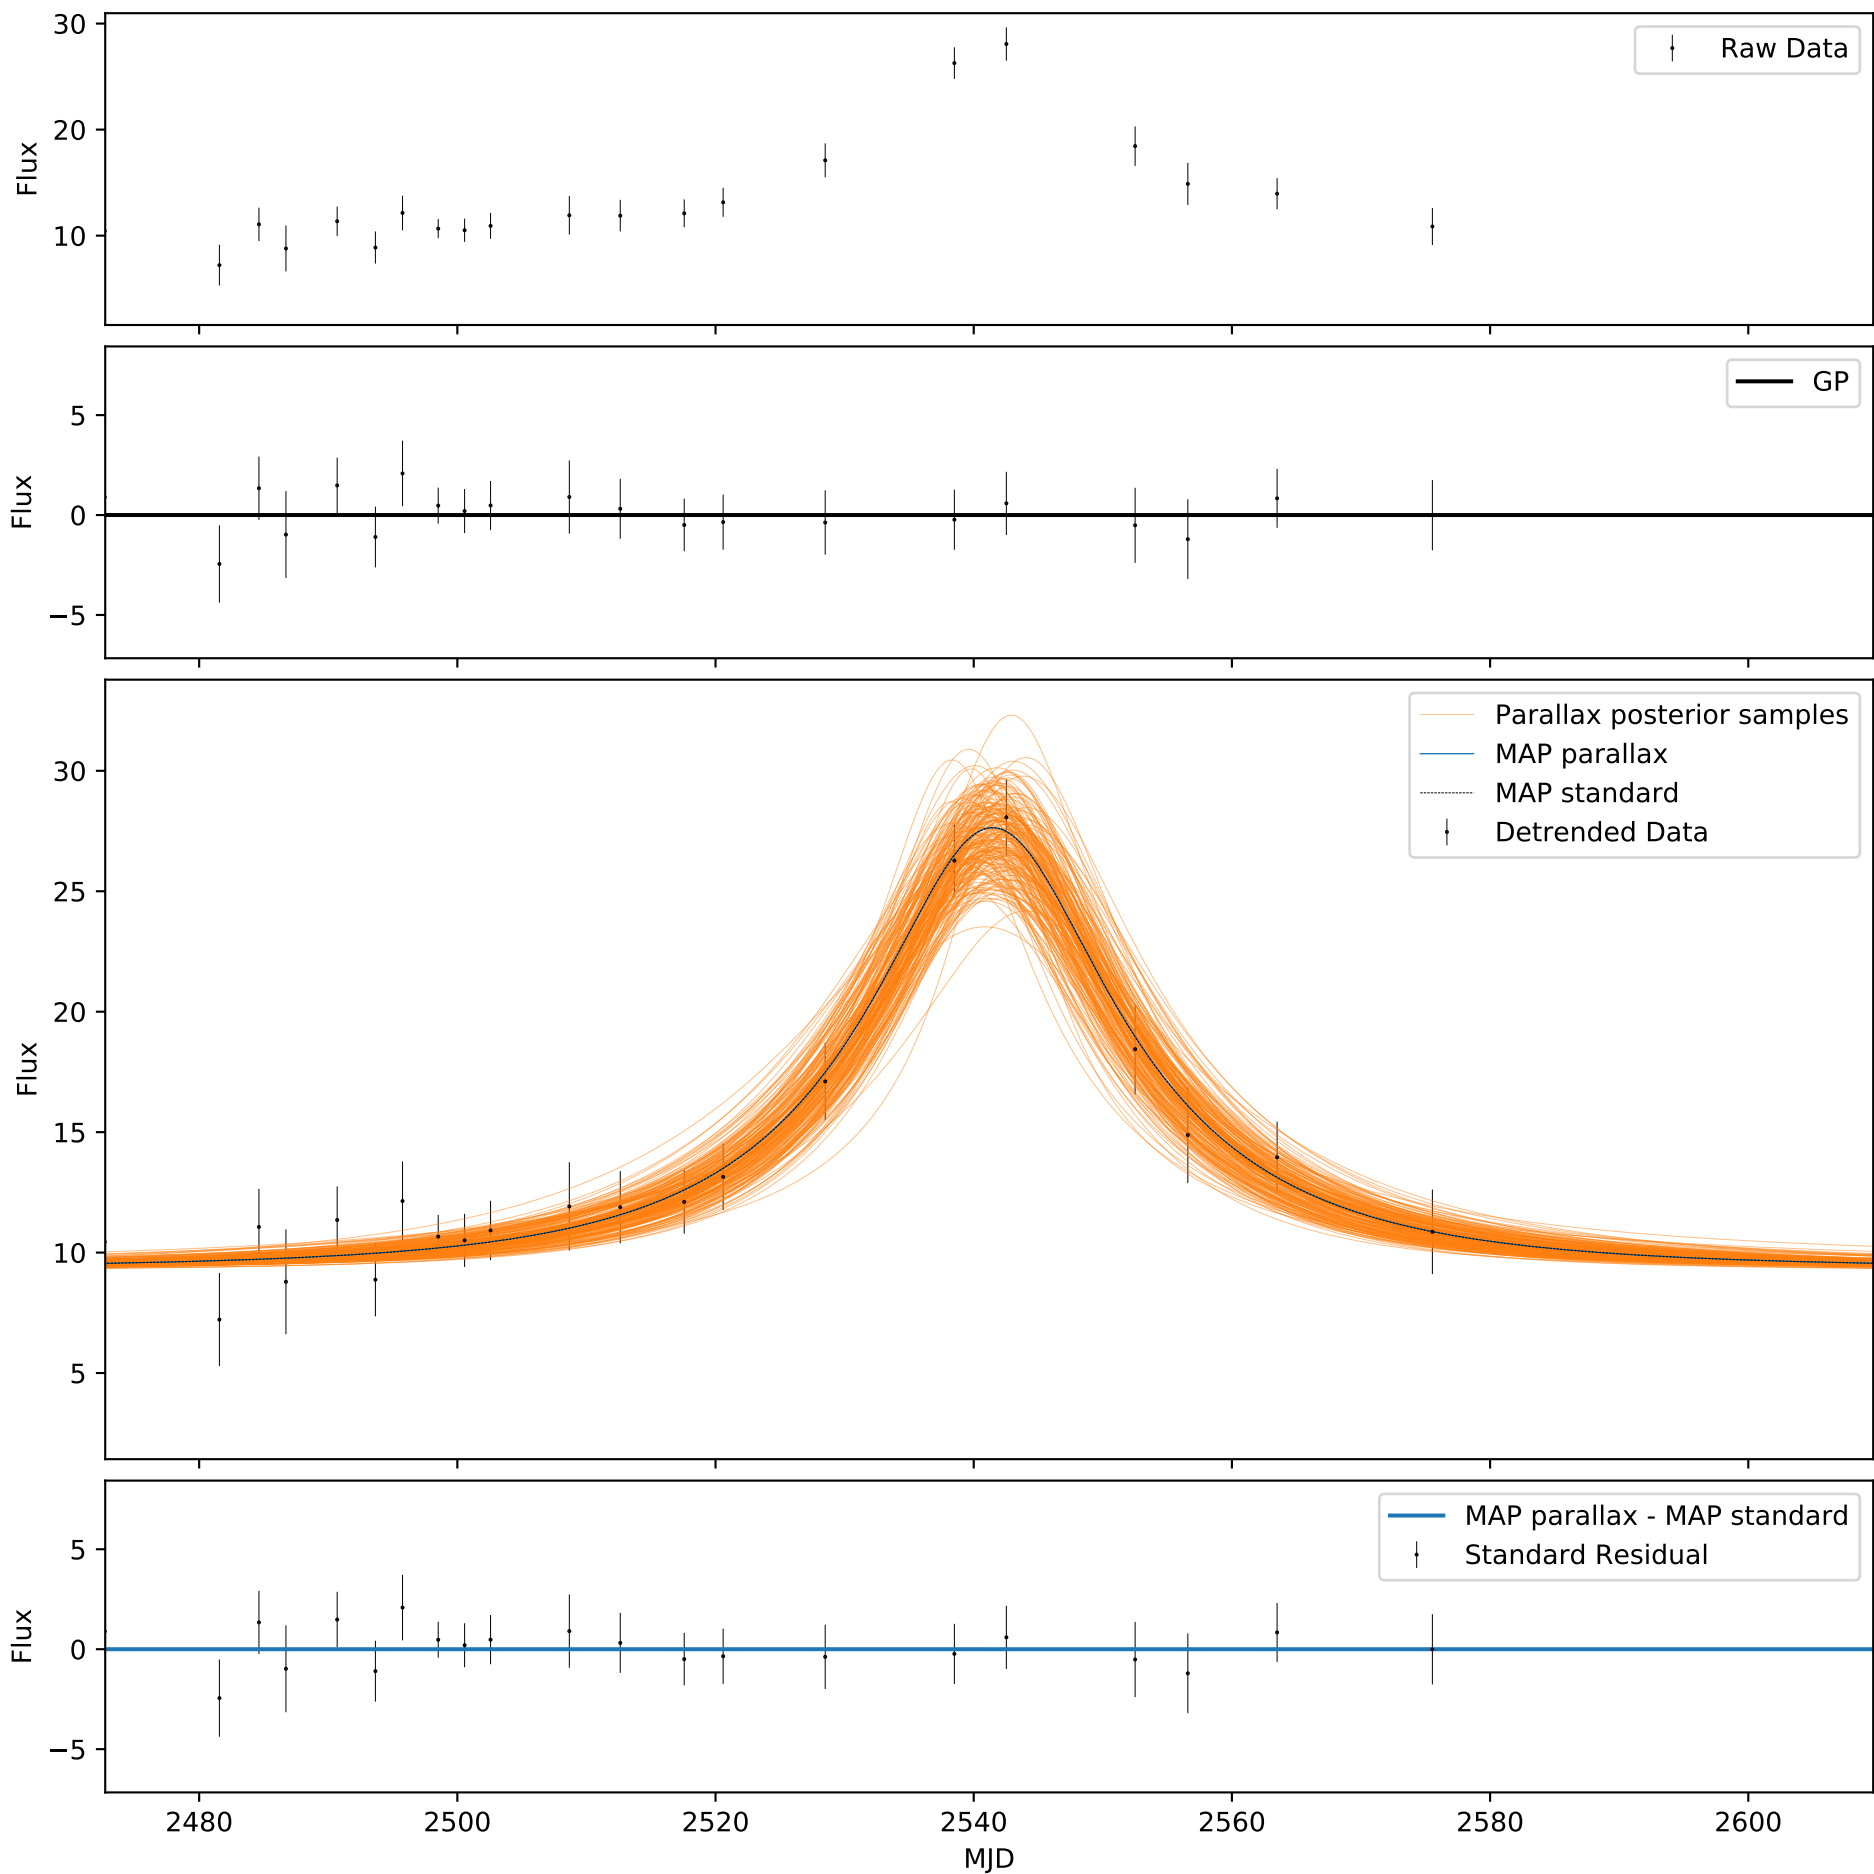 30
20
10
Flux
Raw Data
5
0
−5
Flux
GP
30
25
20
15
10
5
Flux
Parallax posterior samples
MAP parallax
MAP standard
Detrended Data
5
0
−5
Flux
MAP parallax - MAP standard
Standard Residual
2480 2500 2520 2540 2560 2580 2600
MJD